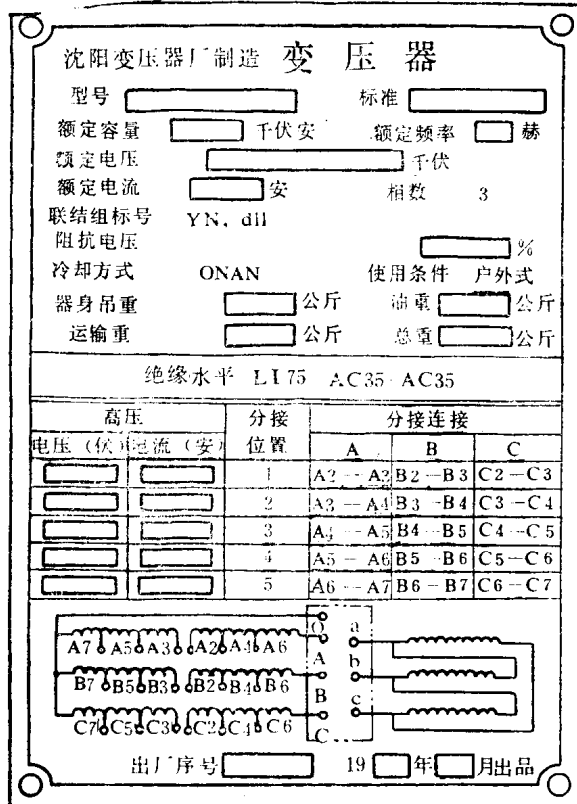 沈阳变压器厂制造 变 压 器
型号 标准
额定容量 千伏安 额定频率 赫
额定电压 千伏
额定电流 安 相数 3
联结组标号 YN, d11
阻抗电压 %
冷却方式 ONAN 使用条件 户外式
器身吊重 公斤 油重 公斤
运输重 公斤 总重 公斤
绝缘水平 LI75 AC35 AC35
高压 分接 分接连接
电压(伏) 电流(安) 位置 A B C
1 A2—A3 B2—B3 C2—C3
2 A3—A4 B3—B4 C3—C4
3 A4—A5 B4—B5 C4—C5
4 A5—A6 B5—B6 C5—C6
5 A6—A7 B6—B7 C6—C7
O a
A7 A5 A3 A2 A4 A6 A b
B7 B5 B3 B2 B4 B6 B c
C7 C5 C3 C2 C4 C6 C
出厂序号 19 年 月出品